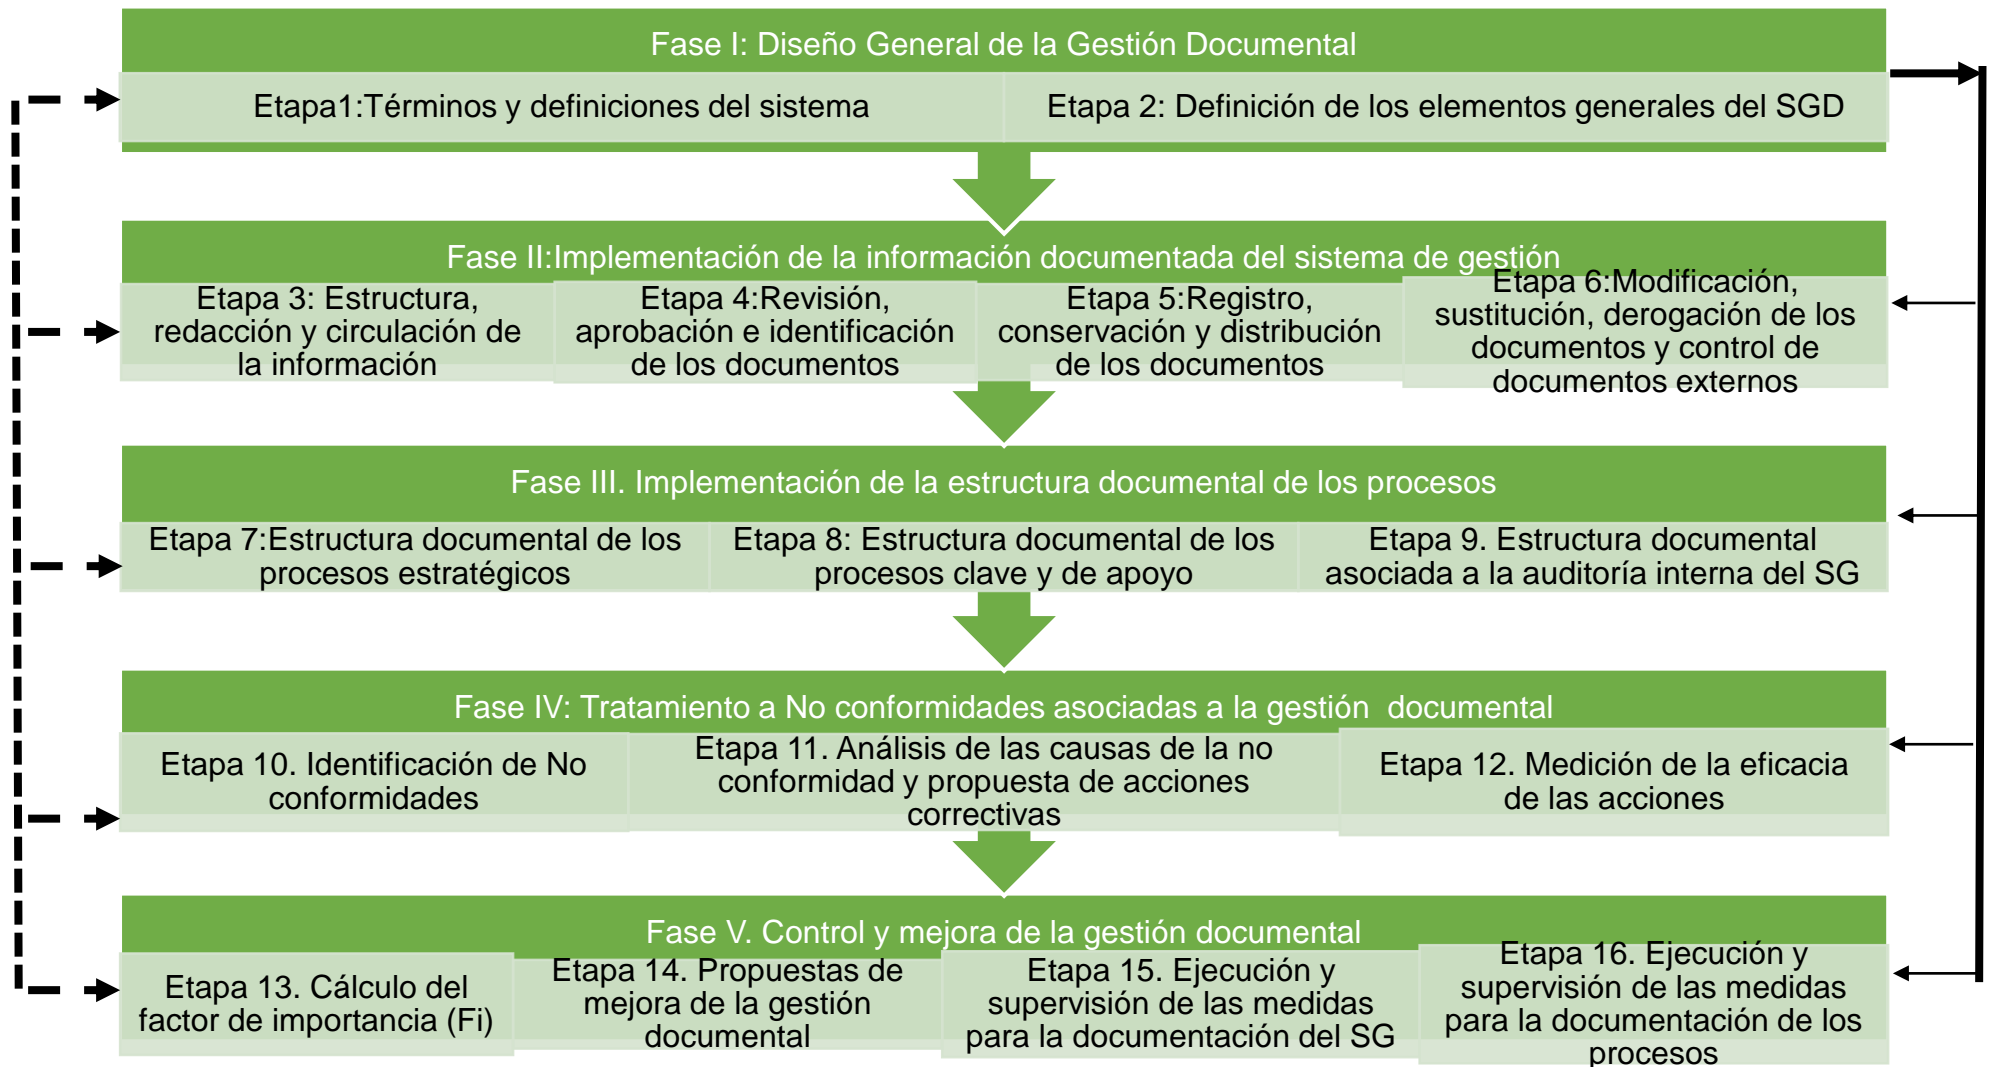 Fase I: Diseño General de la Gestión Documental
Etapa1:Términos y definiciones del sistema
Etapa 2: Definición de los elementos generales del SGD
Fase II:Implementación de la información documentada del sistema de gestión
Etapa 3: Estructura,
redacción y circulación de
la información
Etapa 4:Revisión,
aprobación e identificación
de los documentos
Etapa 5:Registro,
conservación y distribución
de los documentos
Etapa 6:Modificación,
sustitución, derogación de los
documentos y control de
documentos externos
Fase III. Implementación de la estructura documental de los procesos
Etapa 7:Estructura documental de los
procesos estratégicos
Etapa 8: Estructura documental de los
procesos clave y de apoyo
Etapa 9. Estructura documental
asociada a la auditoría interna del SG
Fase IV: Tratamiento a No conformidades asociadas a la gestión  documental
Etapa 10. Identificación de No
conformidades
Etapa 11. Análisis de las causas de la no
conformidad y propuesta de acciones
correctivas
Etapa 12. Medición de la eficacia
de las acciones
Fase V. Control y mejora de la gestión documental
Etapa 13. Cálculo del
factor de importancia (Fi)
Etapa 14. Propuestas de
mejora de la gestión
documental
Etapa 15. Ejecución y
supervisión de las medidas
para la documentación del SG
Etapa 16. Ejecución y
supervisión de las medidas
para la documentación de los
procesos